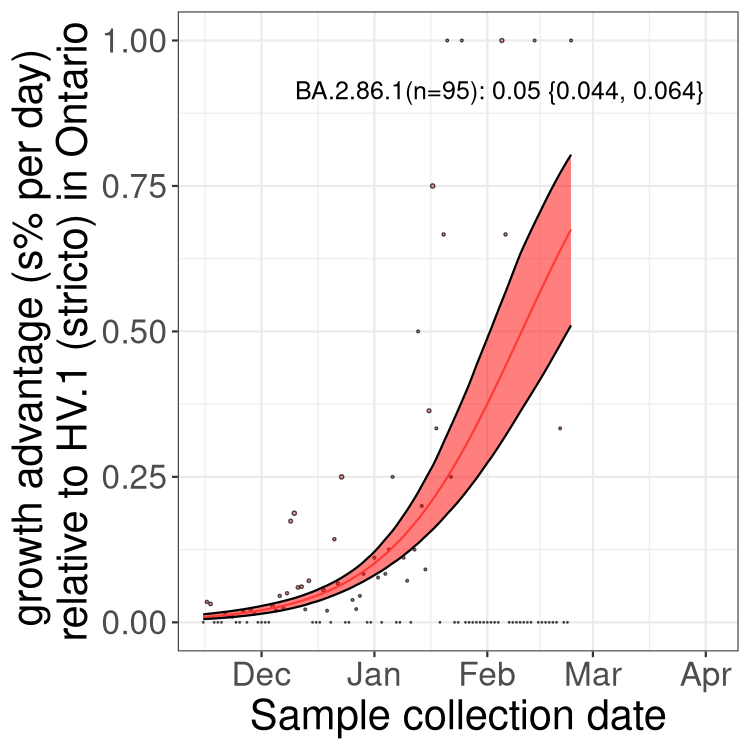 growth advantage (s% per day)
relative to HV.1 (stricto) in Ontario
1.00
0.75
0.50
0.25
0.00
BA.2.86.1(n=95): 0.05 {0.044, 0.064}
Dec Jan Feb Mar Apr
Sample collection date